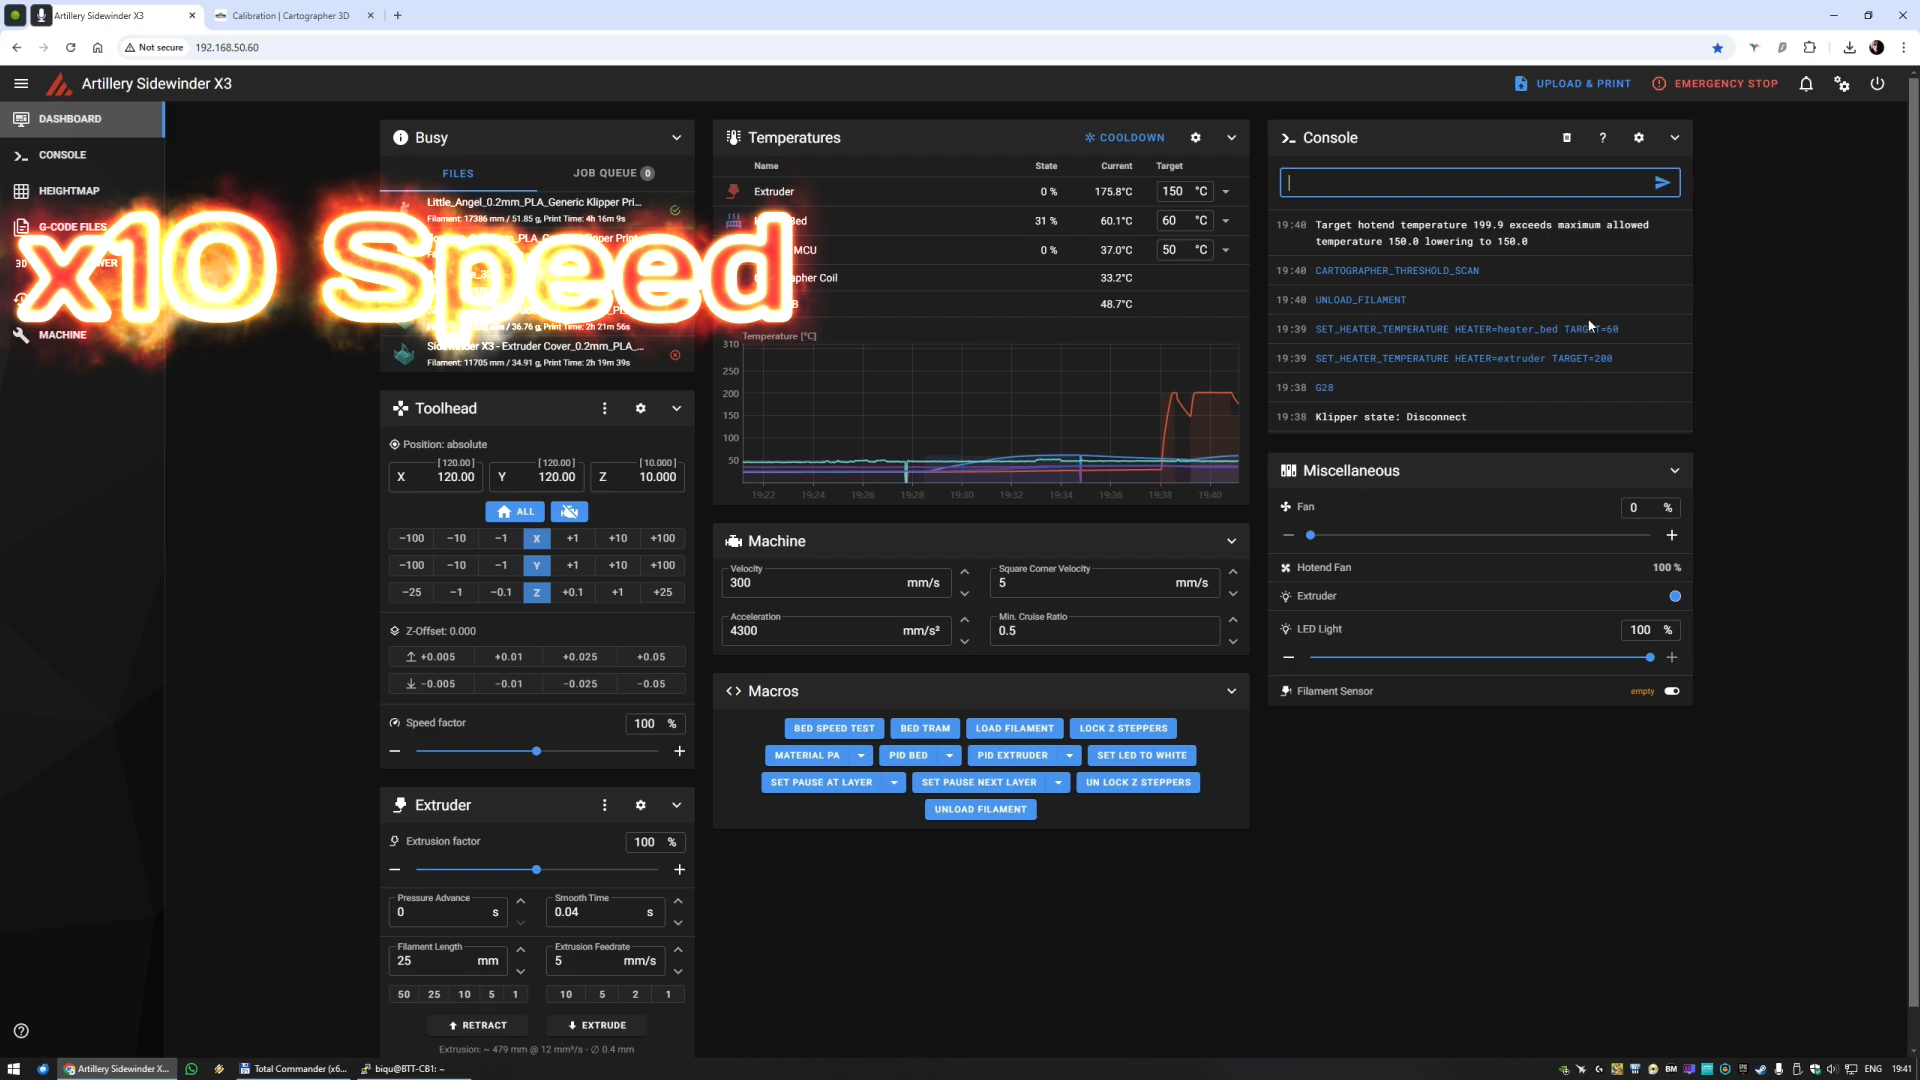 Artillery Sidewinder X3
Calibration | Cartographer 3D
Not secure
192.168.50.60
Artillery Sidewinder X3
UPLOAD & PRINT
EMERGENCY STOP
DASHBOARD
CONSOLE
HEIGHTMAP
G-CODE FILES
MACHINE
x10 Speed
Busy
FILES
JOB QUEUE 0
Little_Angel_0.2mm_PLA_Generic Klipper Pri...
Filament: 17386 mm / 51.85 g, Print Time: 4h 16m 9s
36.76 g, Print Time: 2h 21m 56s
Sidewinder X3 - Extruder Cover_0.2mm_PLA_...
Filament: 11705 mm / 34.91 g, Print Time: 2h 19m 39s
Toolhead
Position: absolute
[120.00] [120.00] [10.000]
X 120.00 Y 120.00 Z 10.000
ALL
−100 −10 −1 X +1 +10 +100
−100 −10 −1 Y +1 +10 +100
−25 −1 −0.1 Z +0.1 +1 +25
Z-Offset: 0.000
+0.005 +0.01 +0.025 +0.05
−0.005 −0.01 −0.025 −0.05
Speed factor 100 %
Extruder
Extrusion factor 100 %
Pressure Advance Smooth Time
0 s 0.04 s
Filament Length Extrusion Feedrate
25 mm 5 mm/s
50 25 10 5 1 10 5 2 1
RETRACT EXTRUDE
Extrusion: ~ 479 mm @ 12 mm³/s - ∅ 0.4 mm
Temperatures
COOLDOWN
Name State Current Target
Extruder 0 % 175.8°C 150 °C
Bed 31 % 60.1°C 60 °C
MCU 0 % 37.0°C 50 °C
Coil 33.2°C
48.7°C
Temperature [°C]
310
250
200
150
100
50
19:22 19:24 19:26 19:28 19:30 19:32 19:34 19:36 19:38 19:40
Machine
Velocity Square Corner Velocity
300 mm/s 5 mm/s
Acceleration Min. Cruise Ratio
4300 mm/s² 0.5
Macros
BED SPEED TEST BED TRAM LOAD FILAMENT LOCK Z STEPPERS
MATERIAL PA PID BED PID EXTRUDER SET LED TO WHITE
SET PAUSE AT LAYER SET PAUSE NEXT LAYER UN LOCK Z STEPPERS
UNLOAD FILAMENT
Console
19:40 Target hotend temperature 199.9 exceeds maximum allowed
temperature 150.0 lowering to 150.0
19:40 CARTOGRAPHER_THRESHOLD_SCAN
19:40 UNLOAD_FILAMENT
19:39 SET_HEATER_TEMPERATURE HEATER=heater_bed TARGET=60
19:39 SET_HEATER_TEMPERATURE HEATER=extruder TARGET=200
19:38 G28
19:38 Klipper state: Disconnect
Miscellaneous
Fan 0 %
Hotend Fan 100 %
Extruder
LED Light 100 %
Filament Sensor empty
Artillery Sidewinder X...
Total Commander (x6...
biqu@BTT-CB1: ~
BM
ENG
19:41